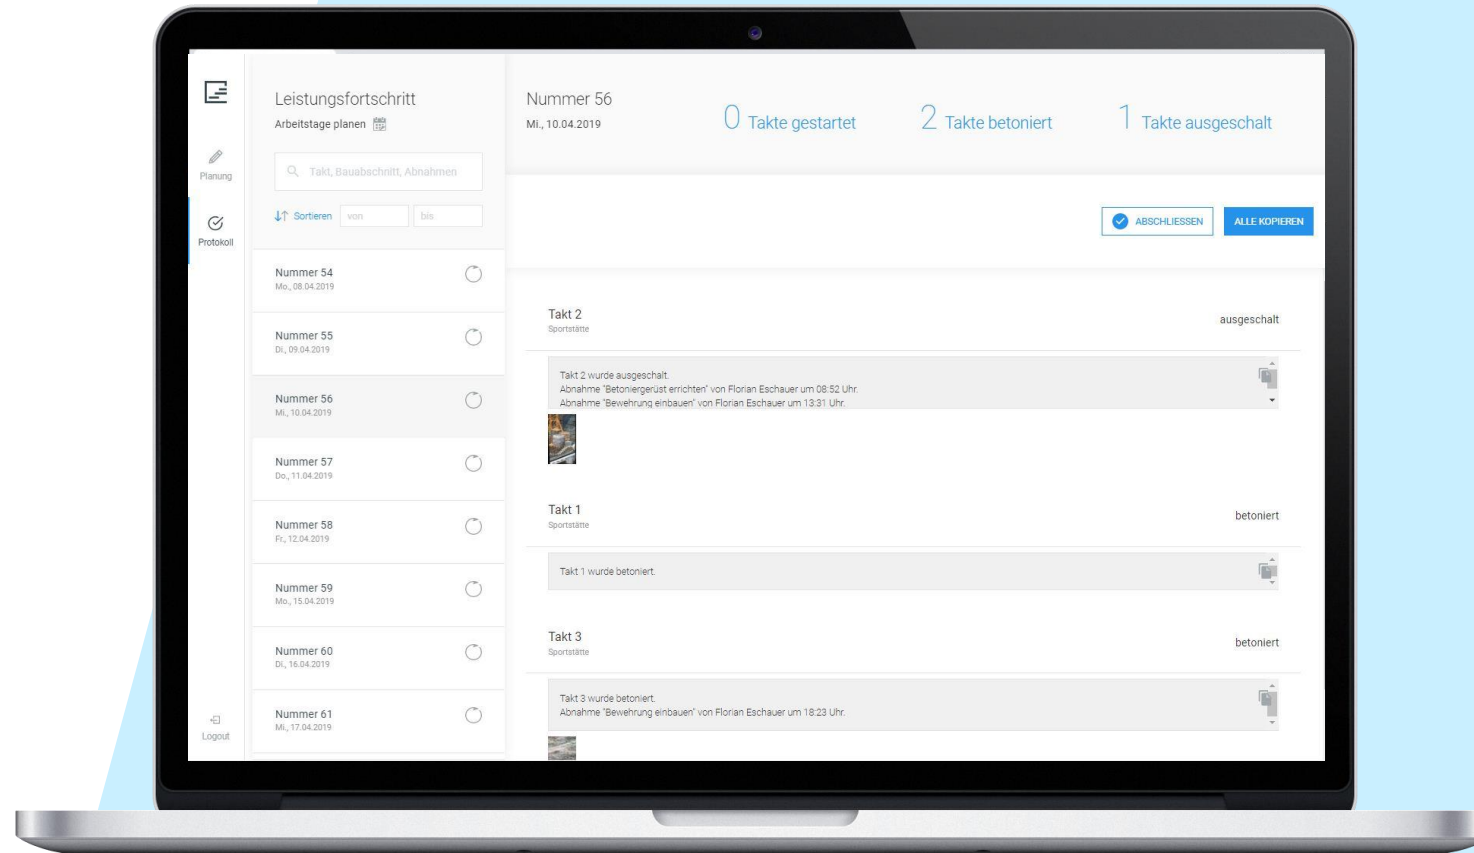 Planung
Protokoll
Logout
Leistungsfortschritt
Arbeitstage planen
Takt, Bauabschnitt, Abnahmen
Sortieren
von
bis
Nummer 54
Mo., 08.04.2019
Nummer 55
Di., 09.04.2019
Nummer 56
Mi., 10.04.2019
Nummer 57
Do., 11.04.2019
Nummer 58
Fr., 12.04.2019
Nummer 59
Mo., 15.04.2019
Nummer 60
Di., 16.04.2019
Nummer 61
Mi., 17.04.2019
Nummer 56
Mi., 10.04.2019
0 Takte gestartet
2 Takte betoniert
1 Takte ausgeschalt
ABSCHLIESSEN
ALLE KOPIEREN
Takt 2
Sportstätte
ausgeschalt
Takt 2 wurde ausgeschalt.
Abnahme "Betoniergerüst errichten" von Florian Eschauer um 08:52 Uhr.
Abnahme "Bewehrung einbauen" von Florian Eschauer um 13:31 Uhr.
Takt 1
Sportstätte
betoniert
Takt 1 wurde betoniert.
Takt 3
Sportstätte
betoniert
Takt 3 wurde betoniert.
Abnahme "Bewehrung einbauen" von Florian Eschauer um 18:23 Uhr.